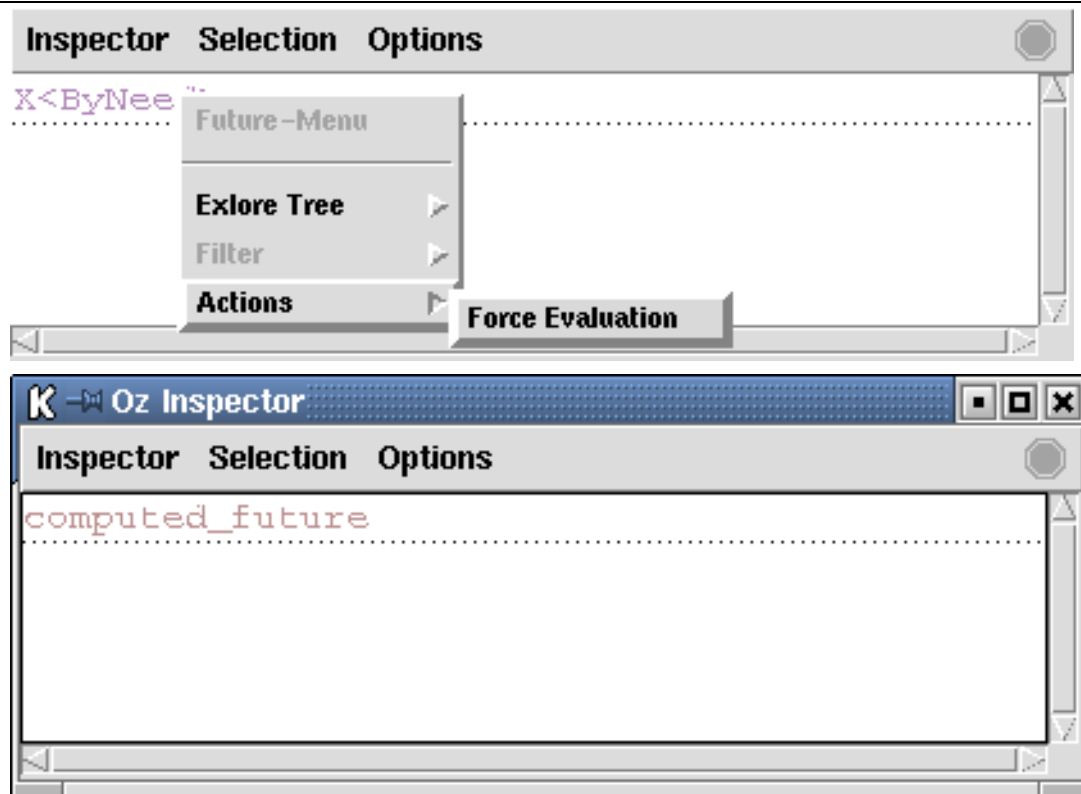 Inspector Selection Options
X<ByNee
Future-Menu
Exlore Tree
Filter
Actions
Force Evaluation
Oz Inspector
Inspector Selection Options
computed_future